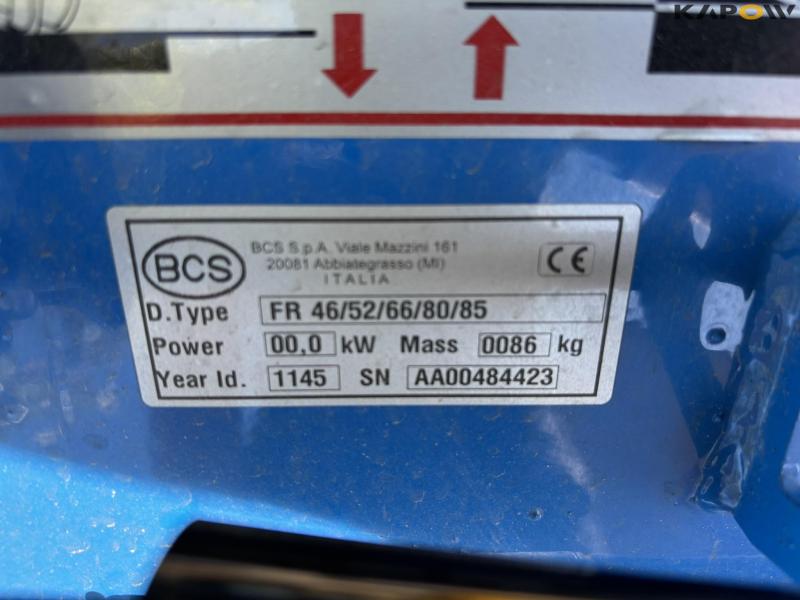 KAPOW
BCS
BCS S.p.A. Viale Mazzini 161
20081 Abbiategrasso (MI)
ITALIA
CE
D.Type FR 46/52/66/80/85
Power 00,0 kW Mass 0086 kg
Year Id. 1145 SN AA00484423